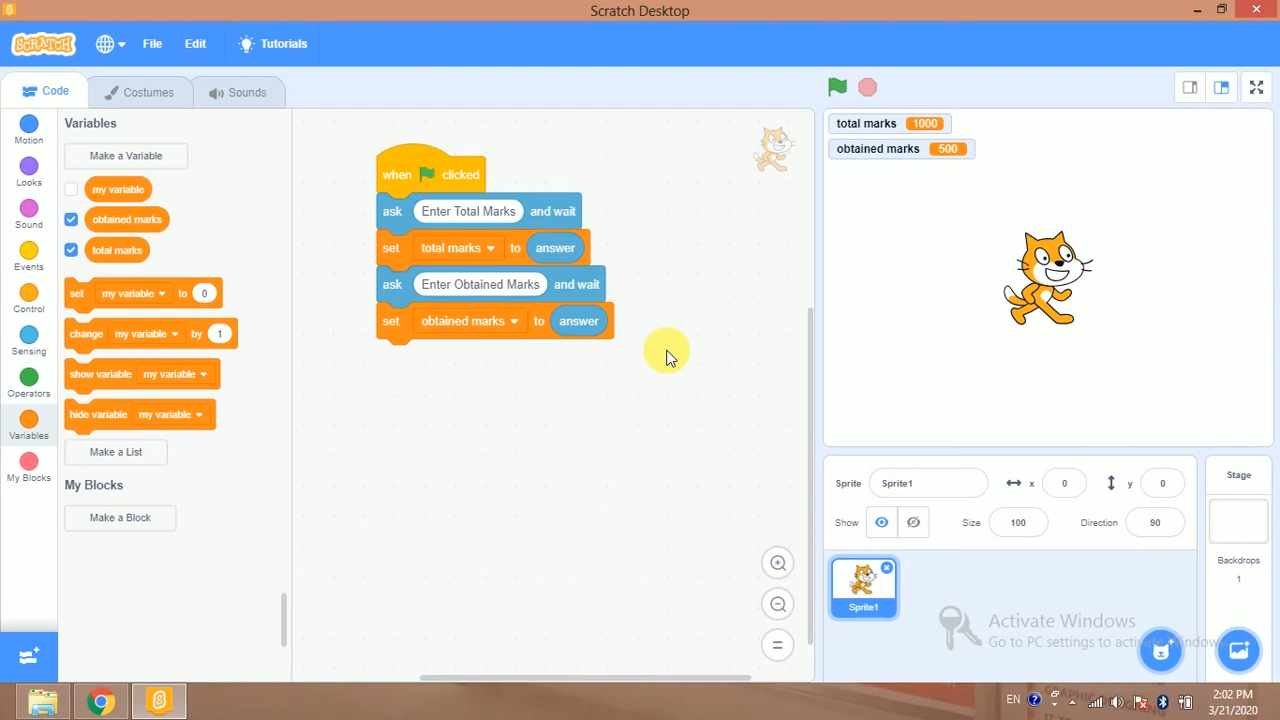 Scratch Desktop
SCRATCH
File
Edit
Tutorials
Code
Costumes
Sounds
Motion
Looks
Sound
Events
Control
Sensing
Operators
Variables
My Blocks
Variables
Make a Variable
my variable
obtained marks
total marks
set my variable to 0
change my variable by 1
show variable my variable
hide variable my variable
Make a List
My Blocks
Make a Block
when clicked
ask Enter Total Marks and wait
set total marks to answer
ask Enter Obtained Marks and wait
set obtained marks to answer
total marks 1000
obtained marks 500
Sprite Sprite1 x 0 y 0
Show Size 100 Direction 90
Sprite1
Stage
Backdrops
1
Activate Windows
Go to PC settings to activate Windows.
EN
2:02 PM
3/21/2020